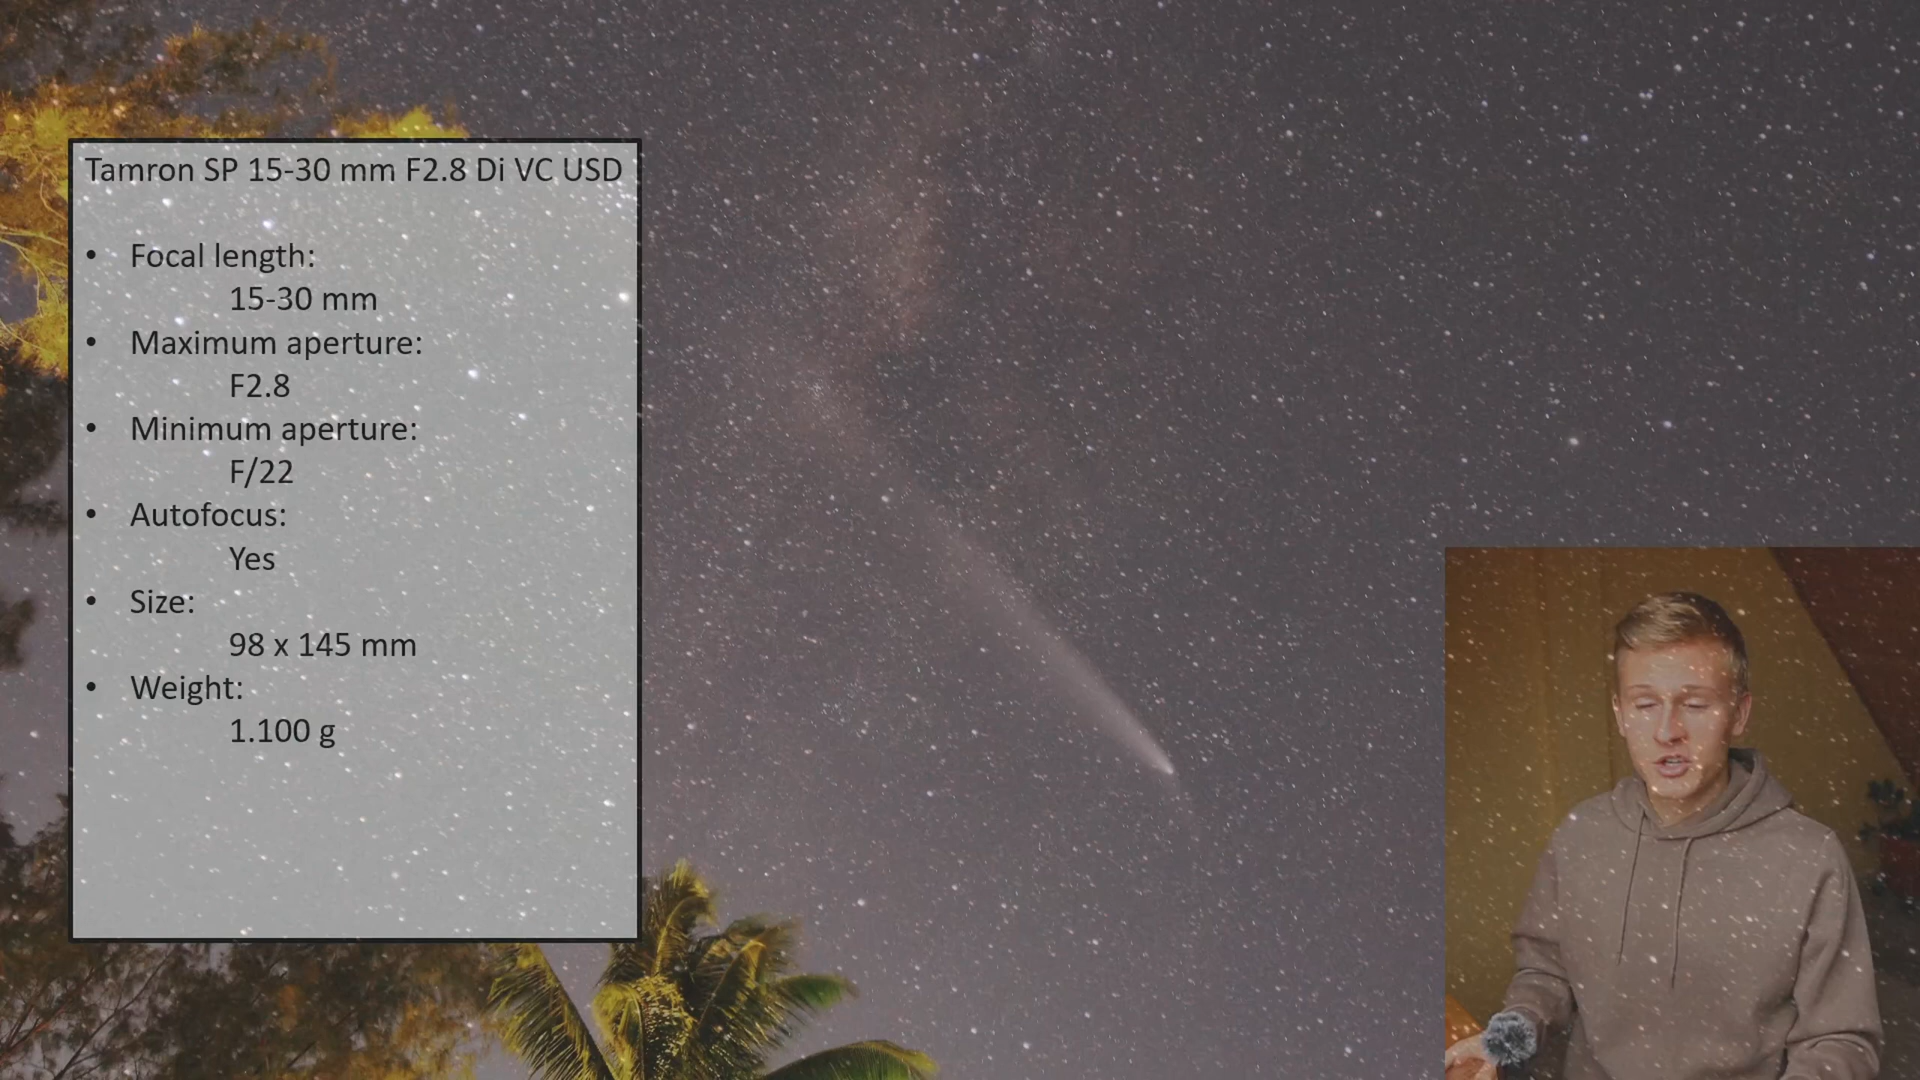 Tamron SP 15-30 mm F2.8 Di VC USD
• Focal length:
15-30 mm
• Maximum aperture:
F2.8
• Minimum aperture:
F/22
• Autofocus:
Yes
• Size:
98 x 145 mm
• Weight:
1.100 g